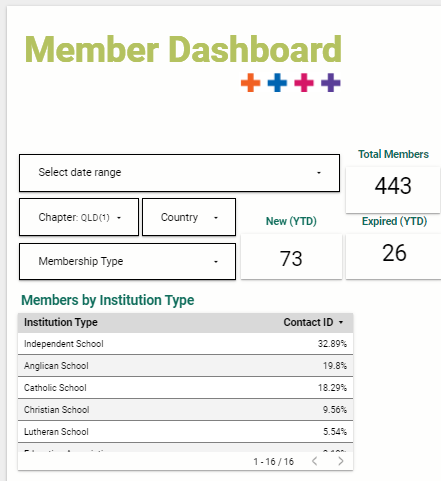 Member Dashboard
Total Members
Select date range
443
Chapter: QLD(1)
Country
New (YTD)
Expired (YTD)
73
26
Membership Type
Members by Institution Type
Institution Type Contact ID
Independent School 32.89%
Anglican School 19.8%
Catholic School 18.29%
Christian School 9.56%
Lutheran School 5.54%
1 - 16 / 16